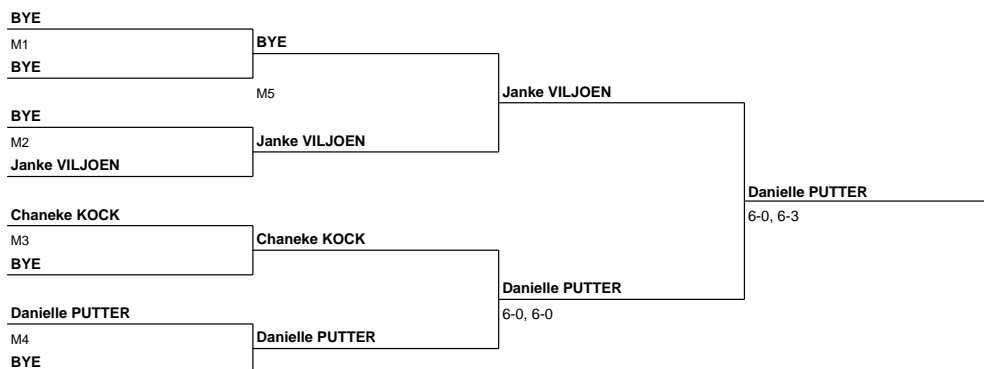 BYE
M1
BYE
BYE
M5
BYE
M2
Janke VILJOEN
Janke VILJOEN
Janke VILJOEN
Chaneke KOCK
M3
BYE
Chaneke KOCK
Danielle PUTTER
M4
BYE
Danielle PUTTER
Danielle PUTTER
6-0, 6-0
Danielle PUTTER
6-0, 6-3